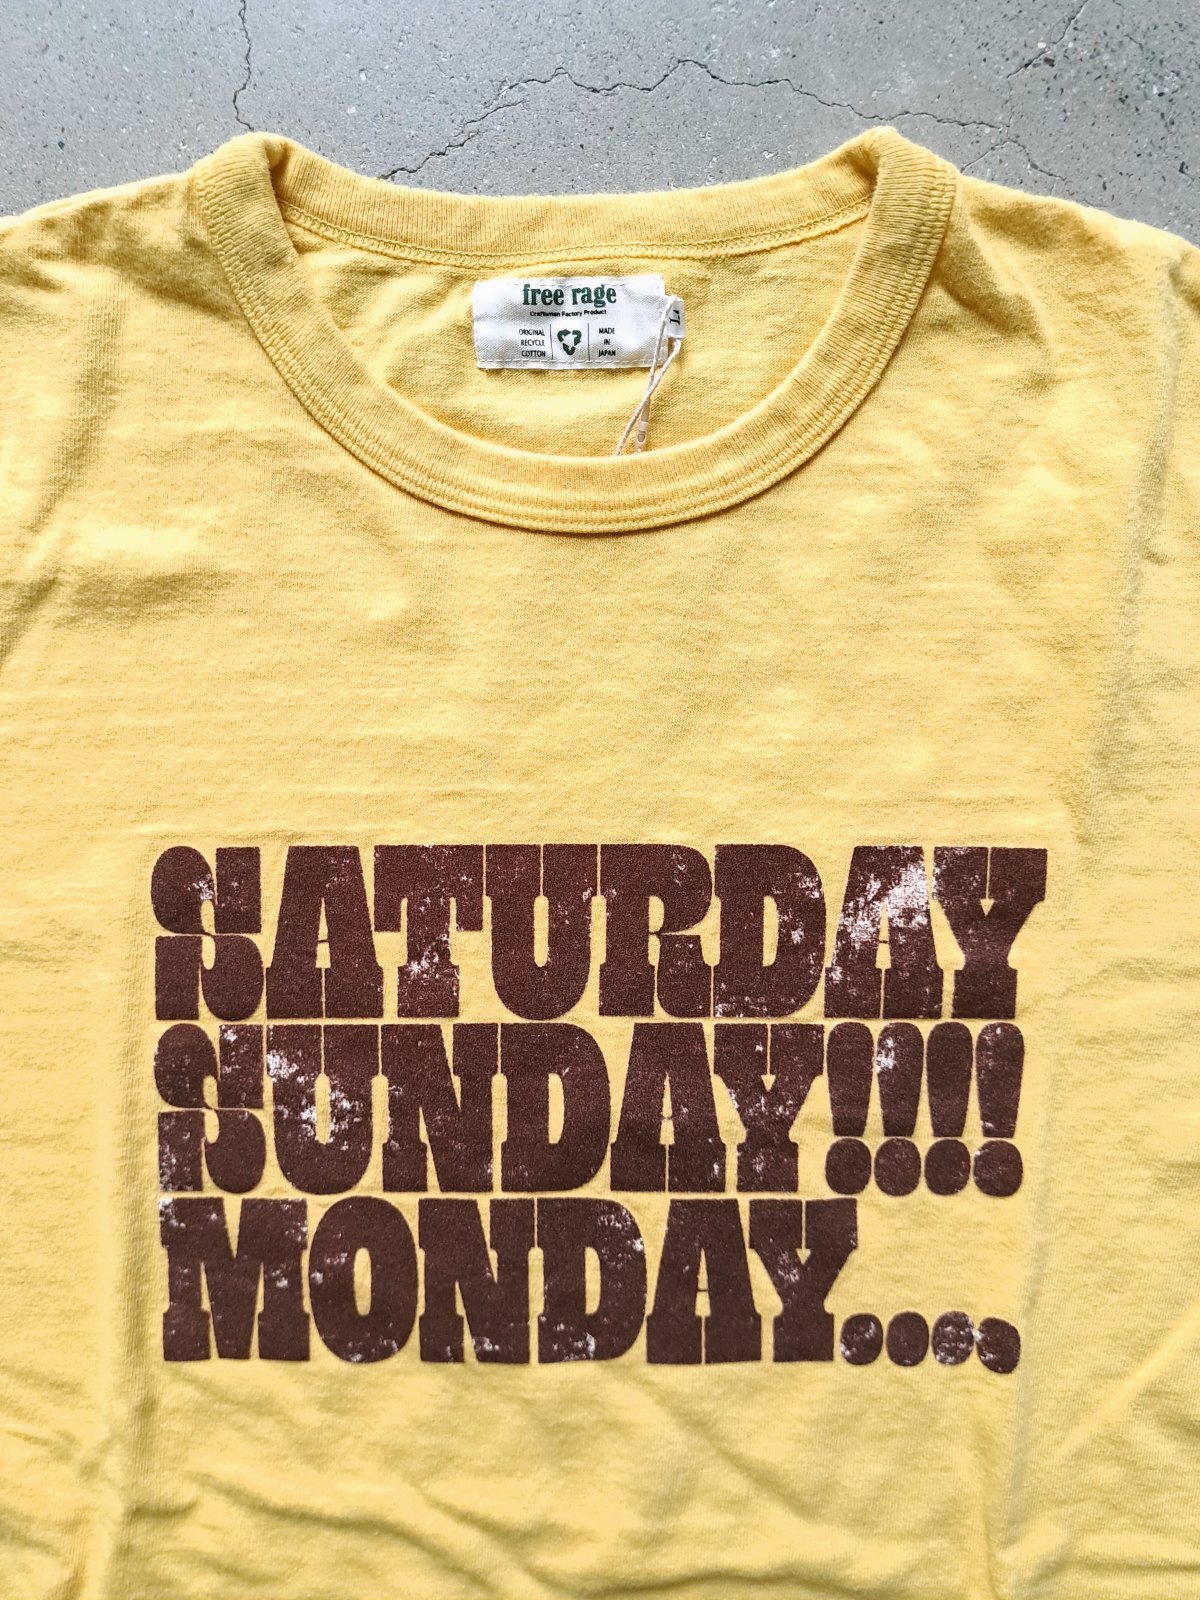 free rage
Craftsman Factory Product
ORIGINAL
RECYCLE
COTTON
MADE
IN
JAPAN
L
SATURDAY
SUNDAY!!!!
MONDAY....